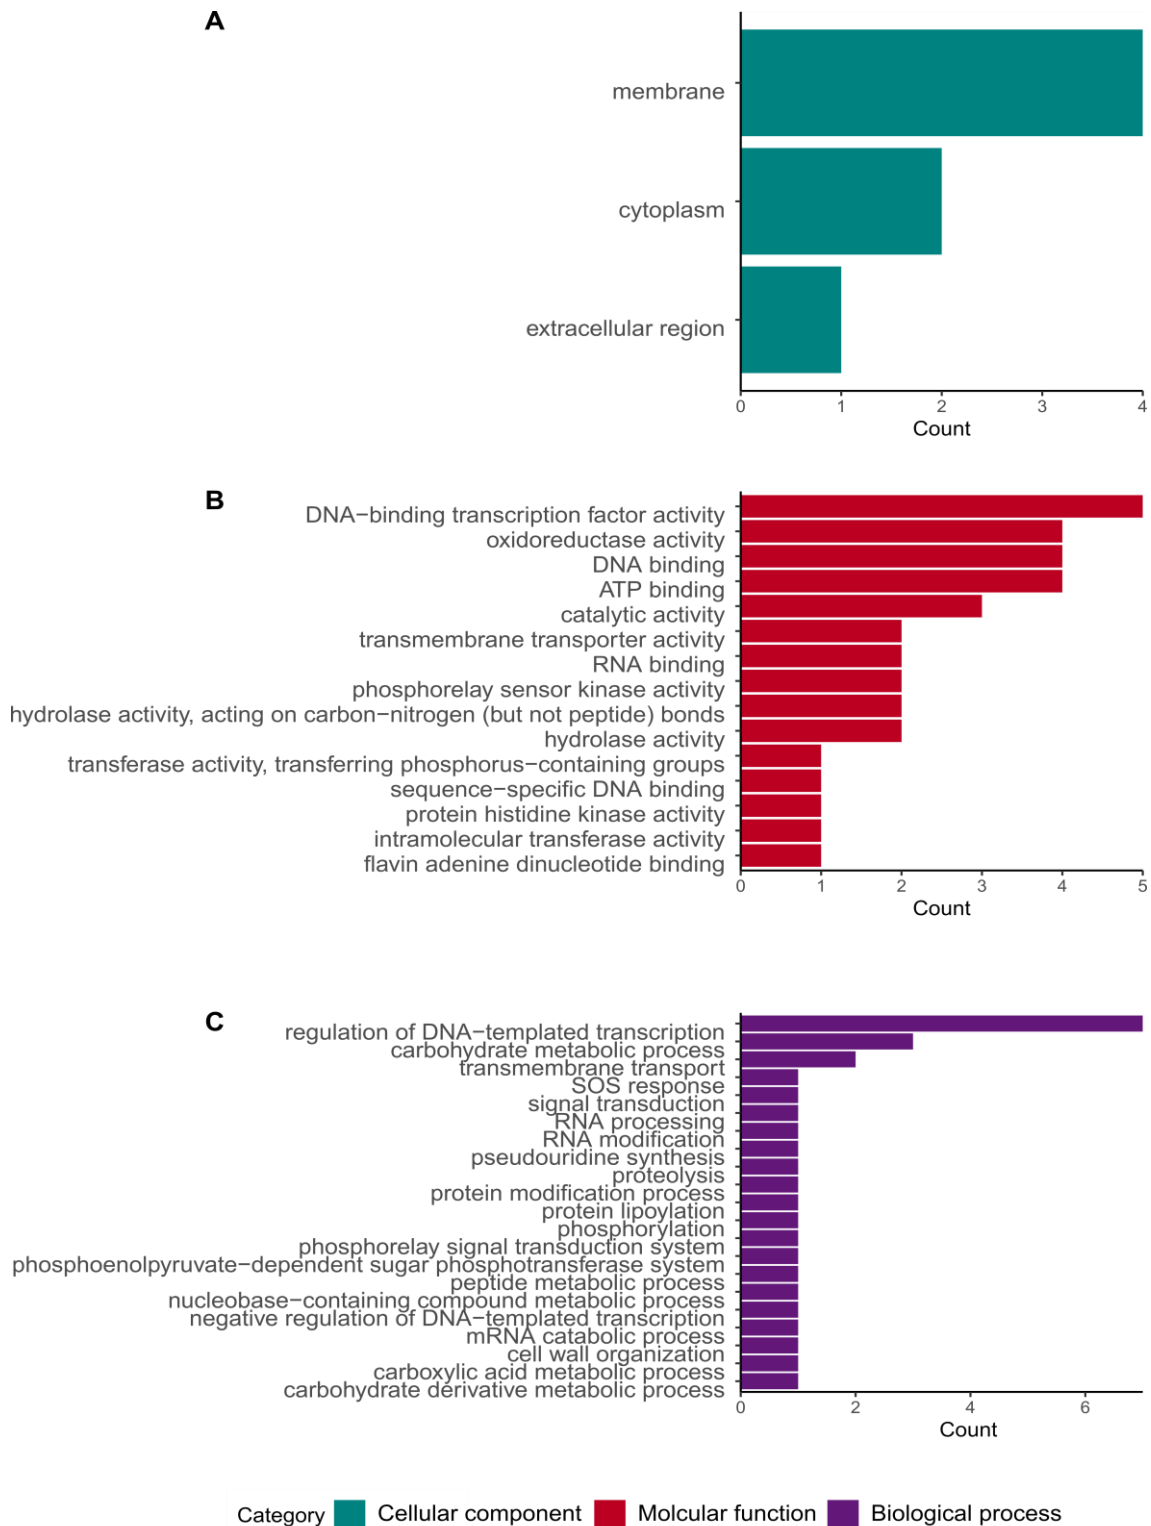 A
membrane
cytoplasm
extracellular region
0 1 2 3 4
Count
B
DNA−binding transcription factor activity
oxidoreductase activity
DNA binding
ATP binding
catalytic activity
transmembrane transporter activity
RNA binding
phosphorelay sensor kinase activity
hydrolase activity, acting on carbon−nitrogen (but not peptide) bonds
hydrolase activity
transferase activity, transferring phosphorus−containing groups
sequence−specific DNA binding
protein histidine kinase activity
intramolecular transferase activity
flavin adenine dinucleotide binding
0 1 2 3 4 5
Count
C
regulation of DNA−templated transcription
carbohydrate metabolic process
transmembrane transport
SOS response
signal transduction
RNA processing
RNA modification
pseudouridine synthesis
proteolysis
protein modification process
protein lipoylation
phosphorylation
phosphorelay signal transduction system
phosphoenolpyruvate−dependent sugar phosphotransferase system
peptide metabolic process
nucleobase−containing compound metabolic process
negative regulation of DNA−templated transcription
mRNA catabolic process
cell wall organization
carboxylic acid metabolic process
carbohydrate derivative metabolic process
0 2 4 6
Count
Category Cellular component Molcular function Biological process